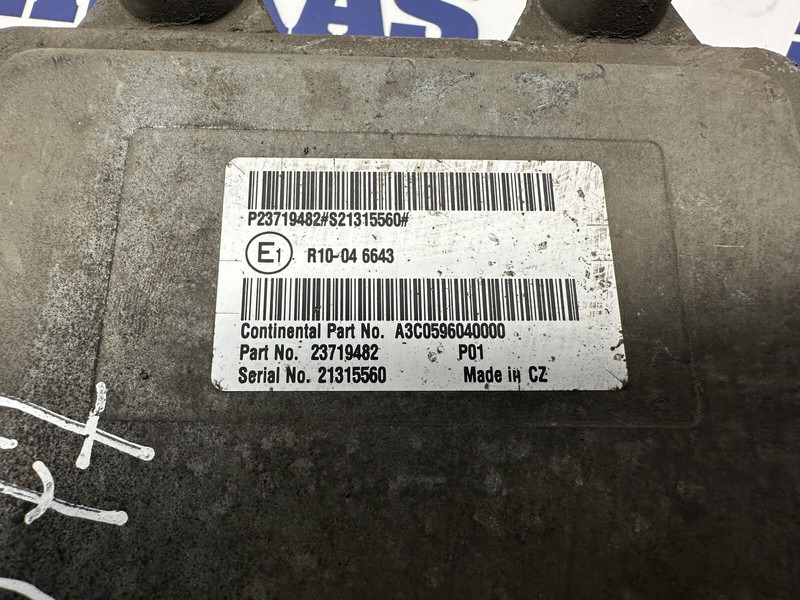 P23719482#S21315560#
E1 R10-04 6643
Continental Part No. A3C0596040000
Part No. 23719482 P01
Serial No. 21315560 Made in CZ